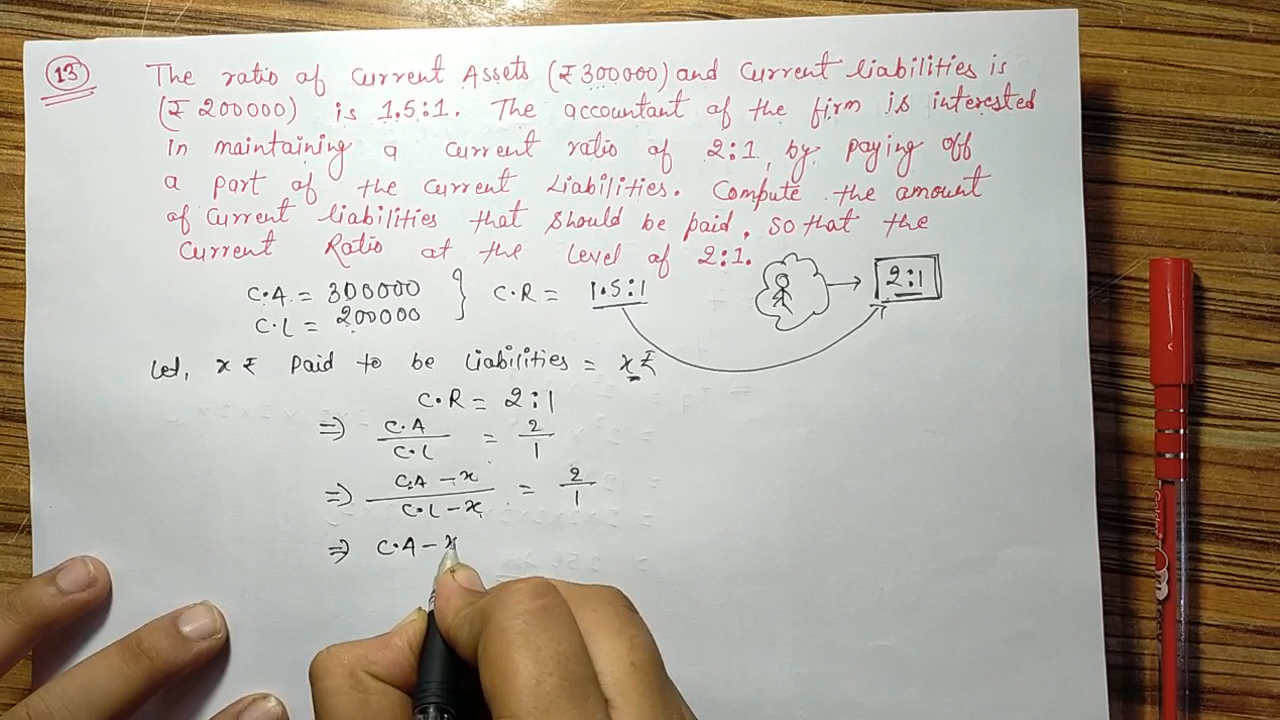 13
The ratio of Current Assets (₹ 300000) and Current liabilities is
(₹ 200000) is 1.5:1. The accountant of the firm is interested
in maintaining a current ratio of 2:1, by paying off
a part of the current Liabilities. Compute the amount
of Current liabilities that should be paid, so that the
Current Ratio at the level of 2:1.
C.A. = 300000 } C.R = 1.5:1 → 2:1
C.L = 200000
Let, x ₹ Paid to be liabilities = x ₹
C.R = 2:1
⇒ C.A / C.L = 2 / 1
⇒ C.A - x / C.L - x = 2 / 1
⇒ C.A - x